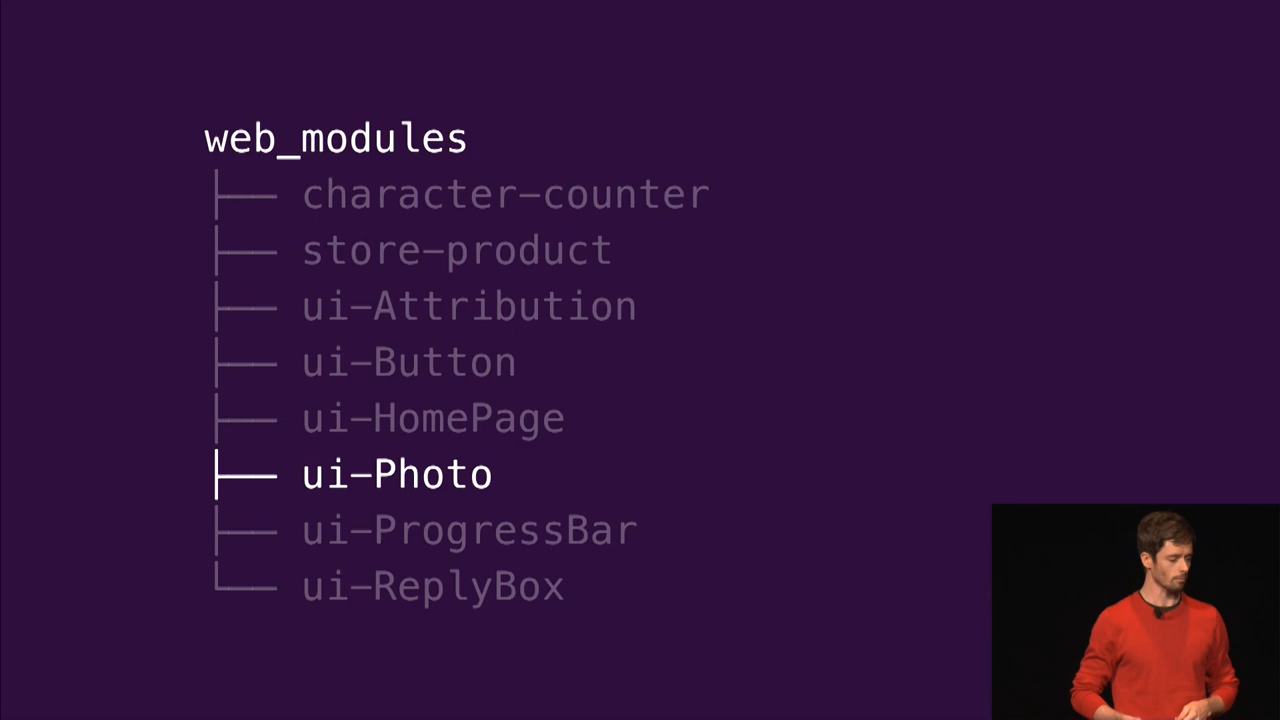 web_modules
├── character-counter
├── store-product
├── ui-Attribution
├── ui-Button
├── ui-HomePage
├── ui-Photo
├── ui-ProgressBar
└── ui-ReplyBox